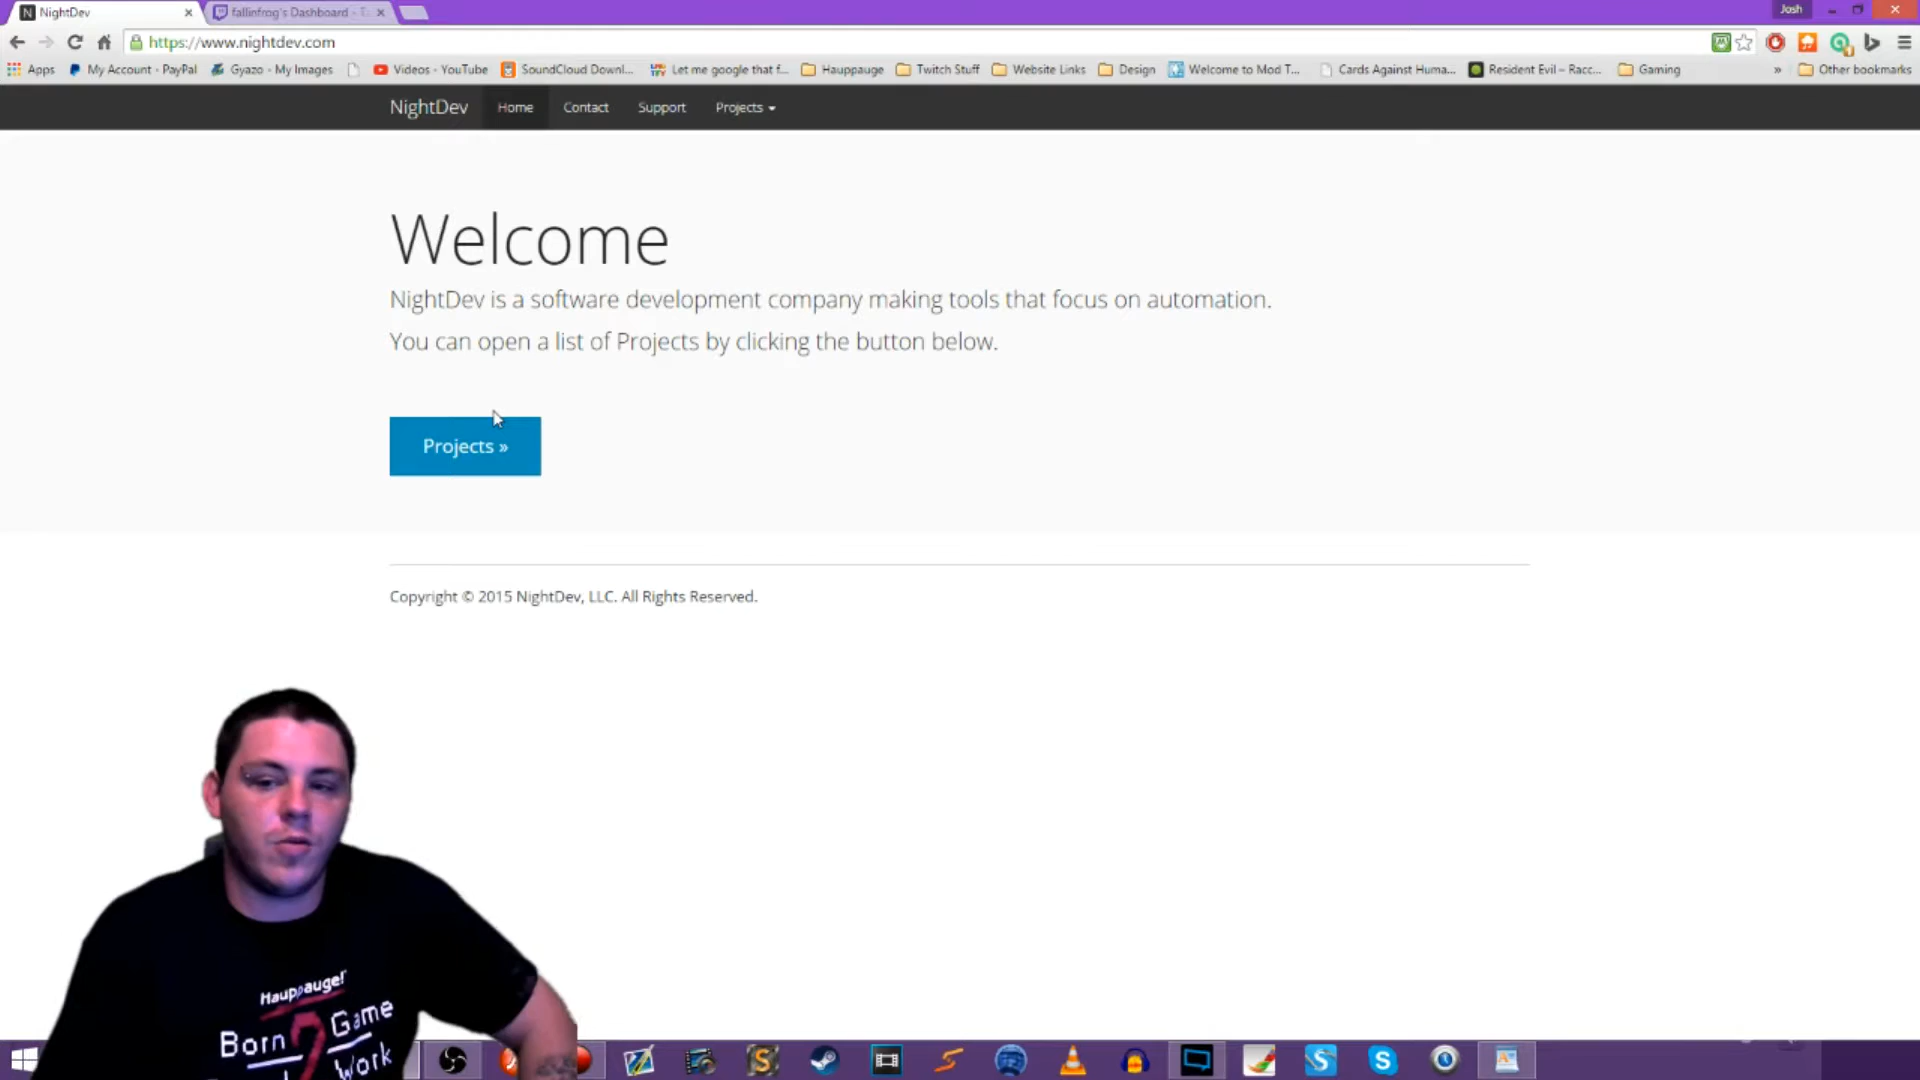 NightDev
fallinfrog's Dashboard - T
Josh
https://www.nightdev.com
Apps
My Account - PayPal
Gyazo - My Images
Videos - YouTube
SoundCloud Downl...
Let me google that f...
Hauppauge
Twitch Stuff
Website Links
Design
Welcome to Mod T...
Cards Against Huma...
Resident Evil – Racc...
Gaming
»
Other bookmarks
NightDev Home Contact Support Projects
Welcome
NightDev is a software development company making tools that focus on automation.
You can open a list of Projects by clicking the button below.
Projects »
Copyright © 2015 NightDev, LLC. All Rights Reserved.
Hauppauge!
Born 2 Game
Work